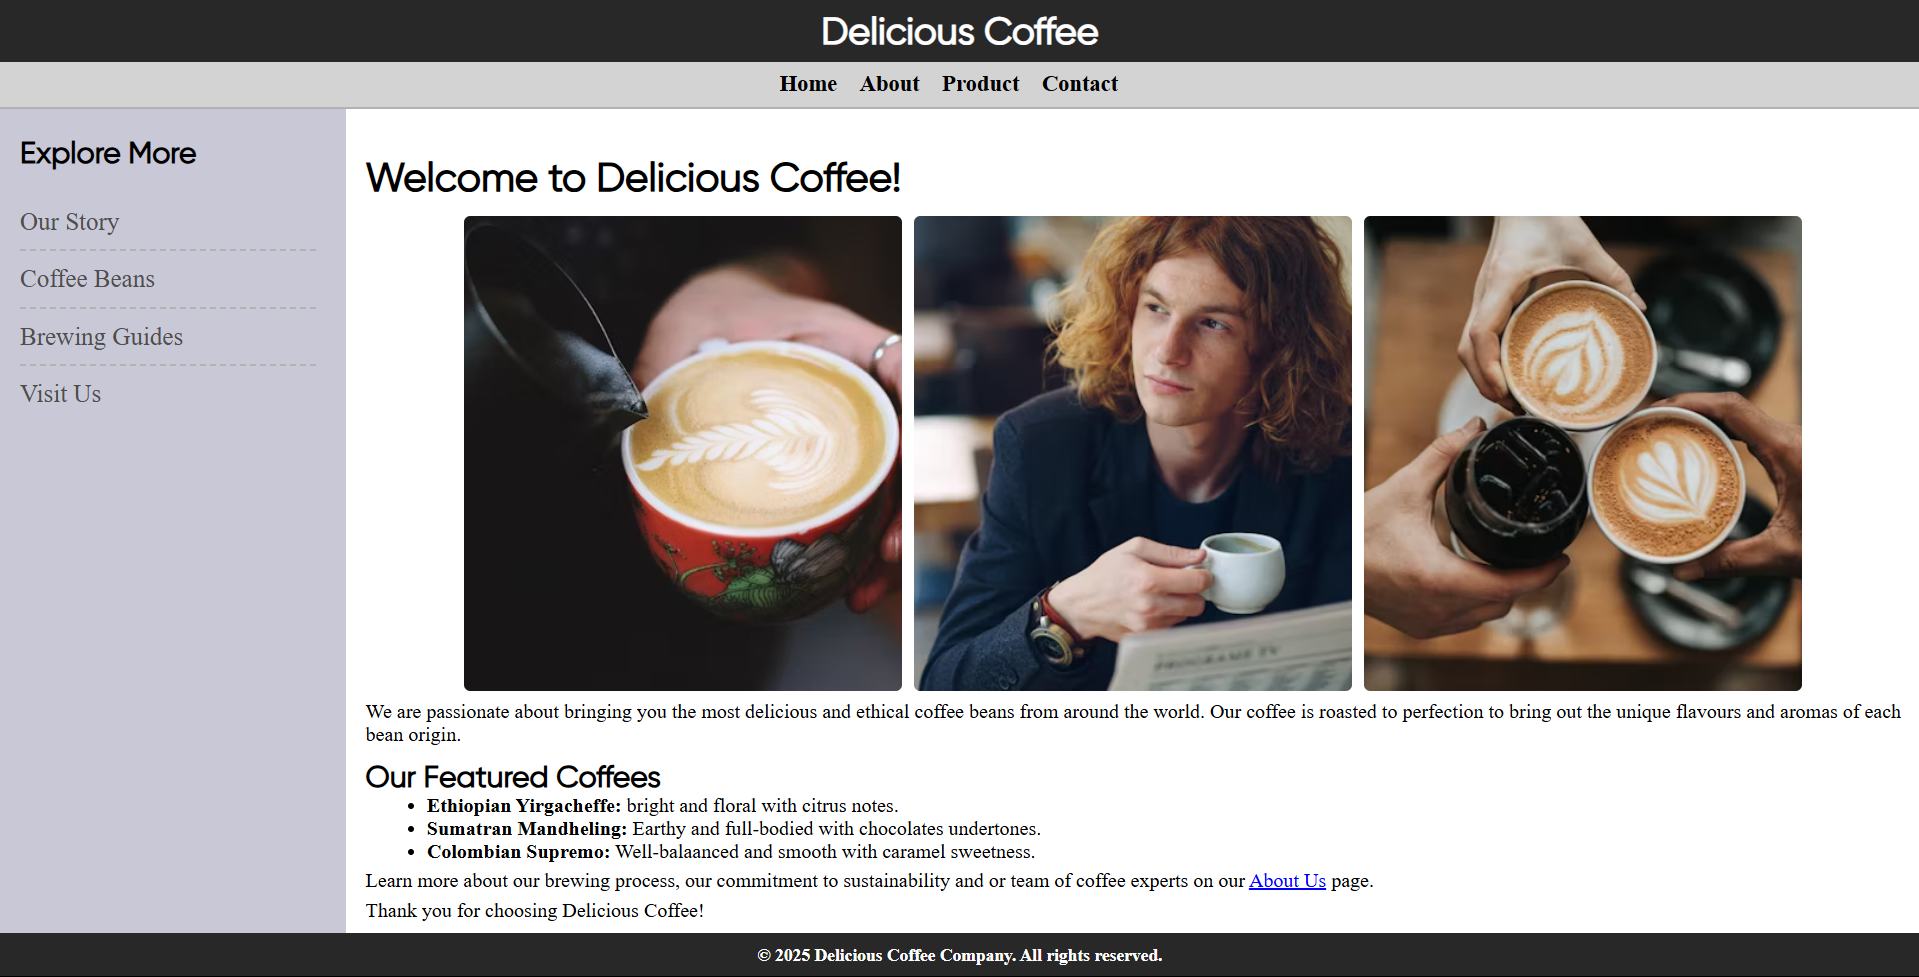 Delicious Coffee
Home About Product Contact
Explore More
Our Story
Coffee Beans
Brewing Guides
Visit Us
Welcome to Delicious Coffee!
PROGRAME TV
We are passionate about bringing you the most delicious and ethical coffee beans from around the world. Our coffee is roasted to perfection to bring out the unique flavours and aromas of each
bean origin.
Our Featured Coffees
• Ethiopian Yirgacheffe: bright and floral with citrus notes.
• Sumatran Mandheling: Earthy and full-bodied with chocolates undertones.
• Colombian Supremo: Well-balaanced and smooth with caramel sweetness.
Learn more about our brewing process, our commitment to sustainability and or team of coffee experts on our About Us page.
Thank you for choosing Delicious Coffee!
© 2025 Delicious Coffee Company. All rights reserved.